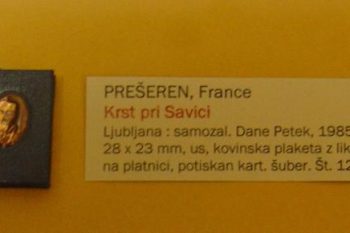 PREŠEREN, France
Krst pri Savici
Ljubljana : samozal. Dane Petek, 1985
28 x 23 mm, us, kovinska plaketa z lik
na platnici, potiskan kart. šuber. Št. 12